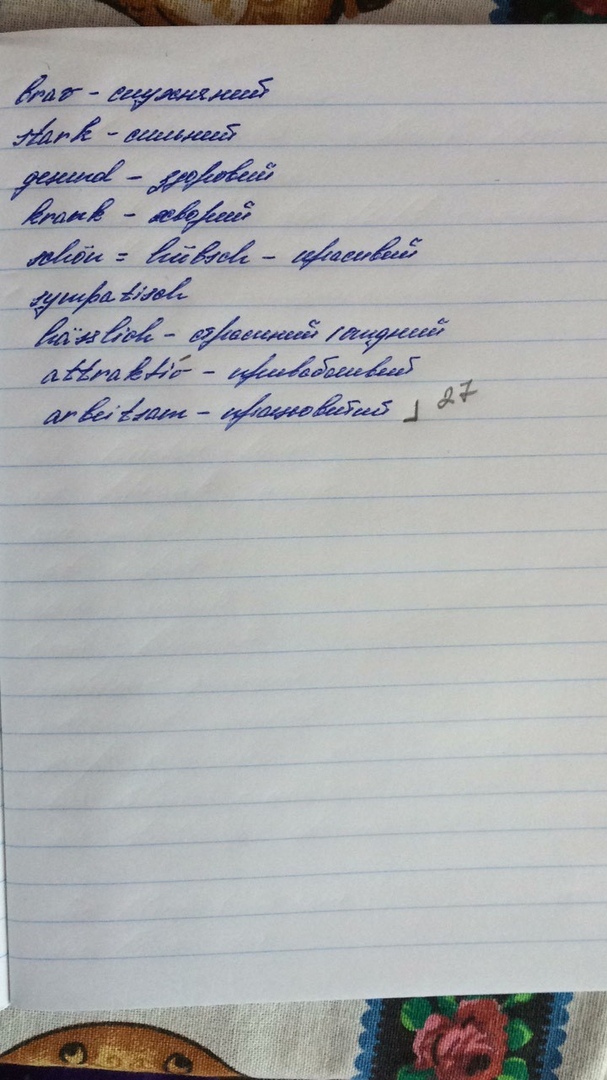 brav - слухняний
stark - сильний
gesund - здоровий
krank - хворий
schön = hübsch - красивий
sympatisch
hässlich - страшний / бридкий
attraktiv - привабливий
arbeitsam - працьовитий 27